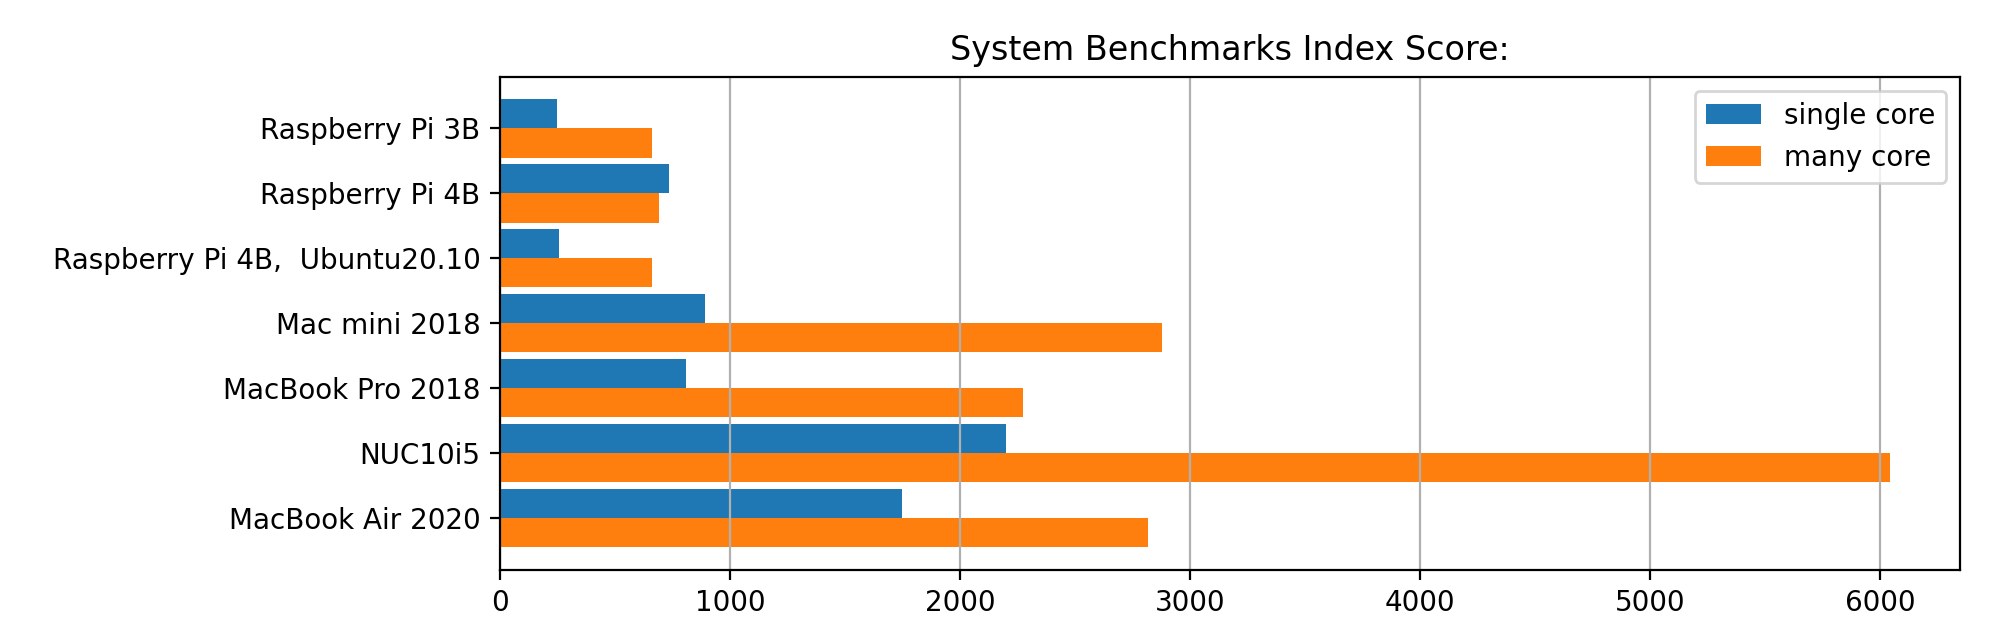 System Benchmarks Index Score:
single core
many core
Raspberry Pi 3B
Raspberry Pi 4B
Raspberry Pi 4B,  Ubuntu20.10
Mac mini 2018
MacBook Pro 2018
NUC10i5
MacBook Air 2020
0 1000 2000 3000 4000 5000 6000